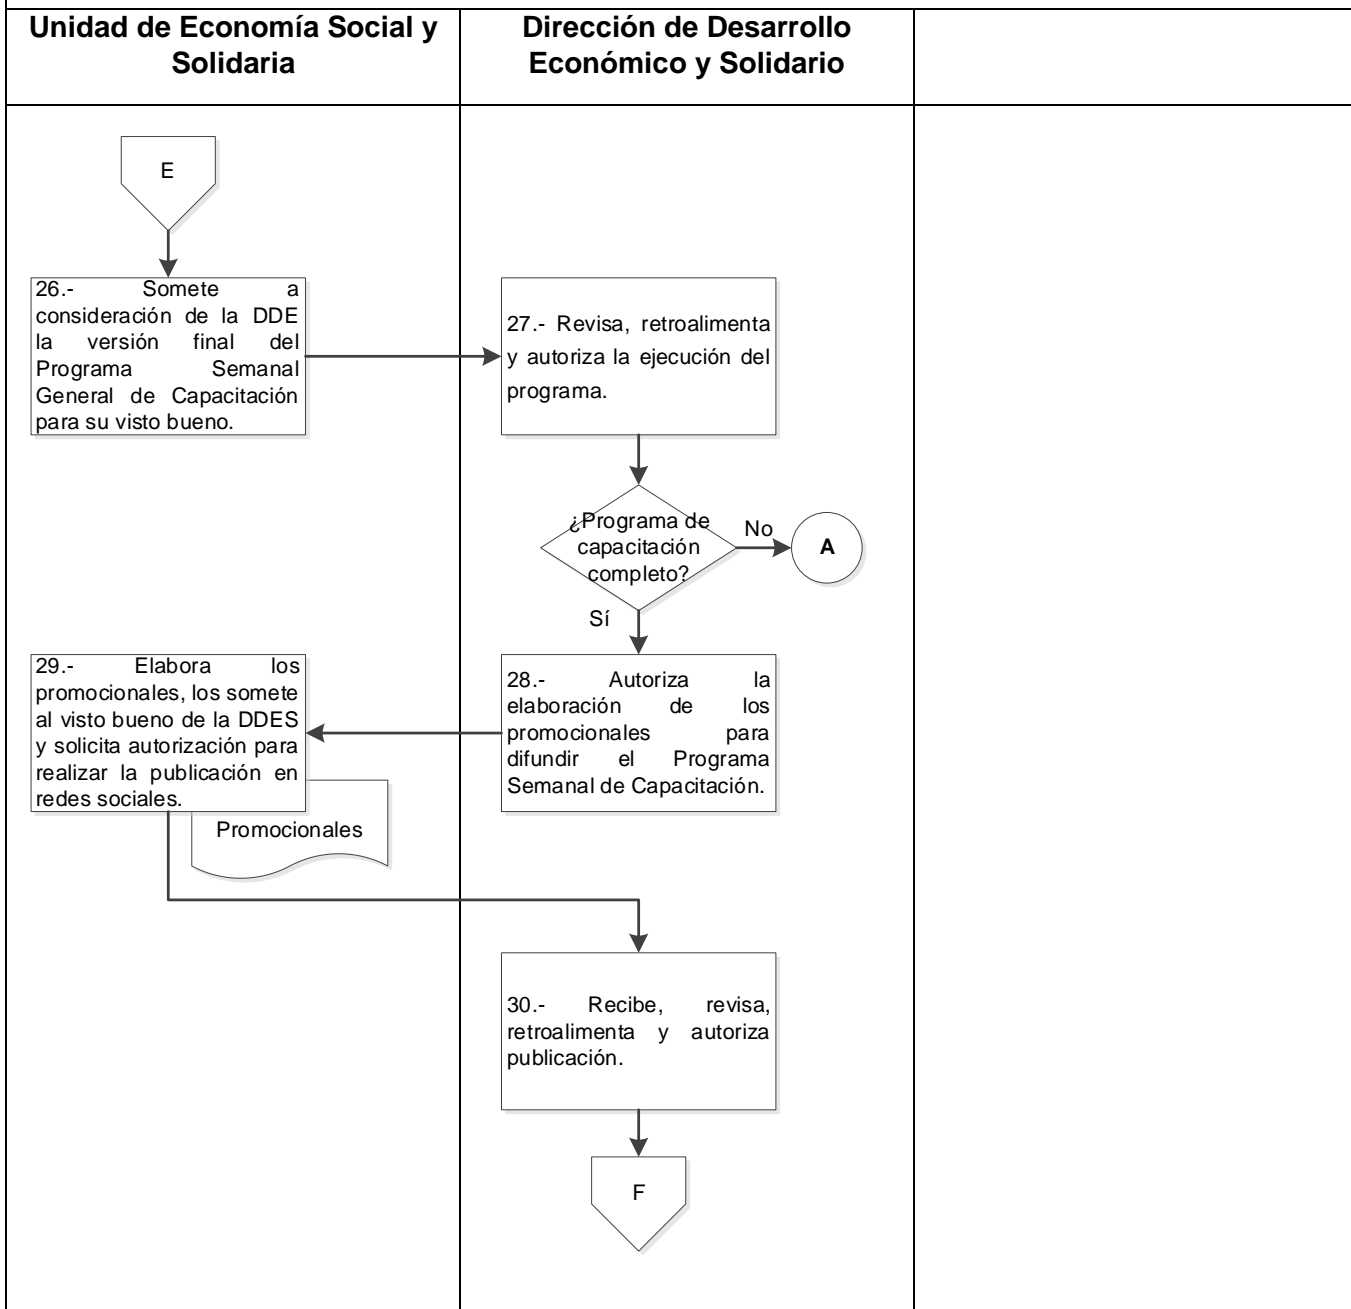 Unidad de Economía Social y
Solidaria
Dirección de Desarrollo
Económico y Solidario
E
26.- Somete a
consideración de la DDE
la versión final del
Programa Semanal
General de Capacitación
para su visto bueno.
27.- Revisa, retroalimenta
y autoriza la ejecución del
programa.
¿Programa de
capacitación
completo?
No
A
Sí
28.- Autoriza la
elaboración de los
promocionales para
difundir el Programa
Semanal de Capacitación.
29.- Elabora los
promocionales, los somete
al visto bueno de la DDES
y solicita autorización para
realizar la publicación en
redes sociales.
Promocionales
30.- Recibe, revisa,
retroalimenta y autoriza
publicación.
F